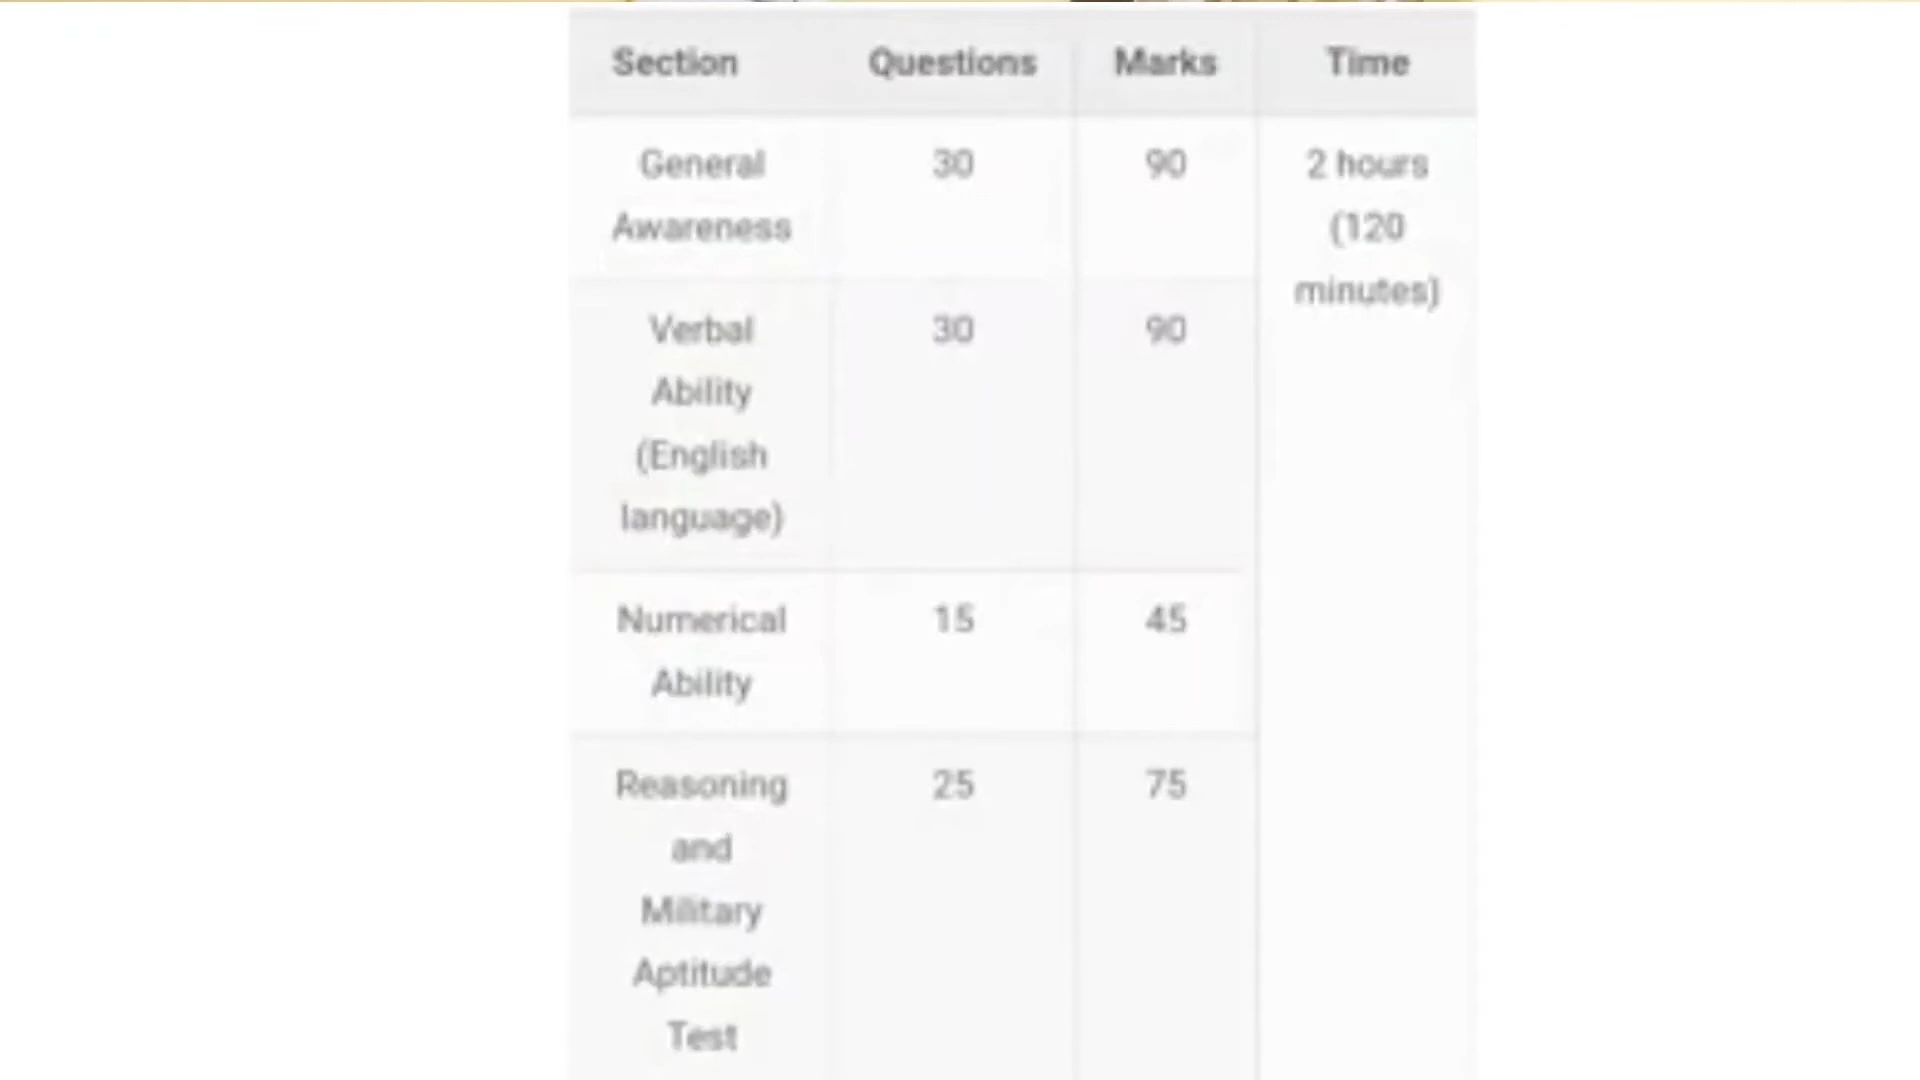 Section Questions Marks Time
General Awareness 30 90 2 hours (120 minutes)
Verbal Ability (English language) 30 90
Numerical Ability 15 45
Reasoning and Military Aptitude Test 25 75